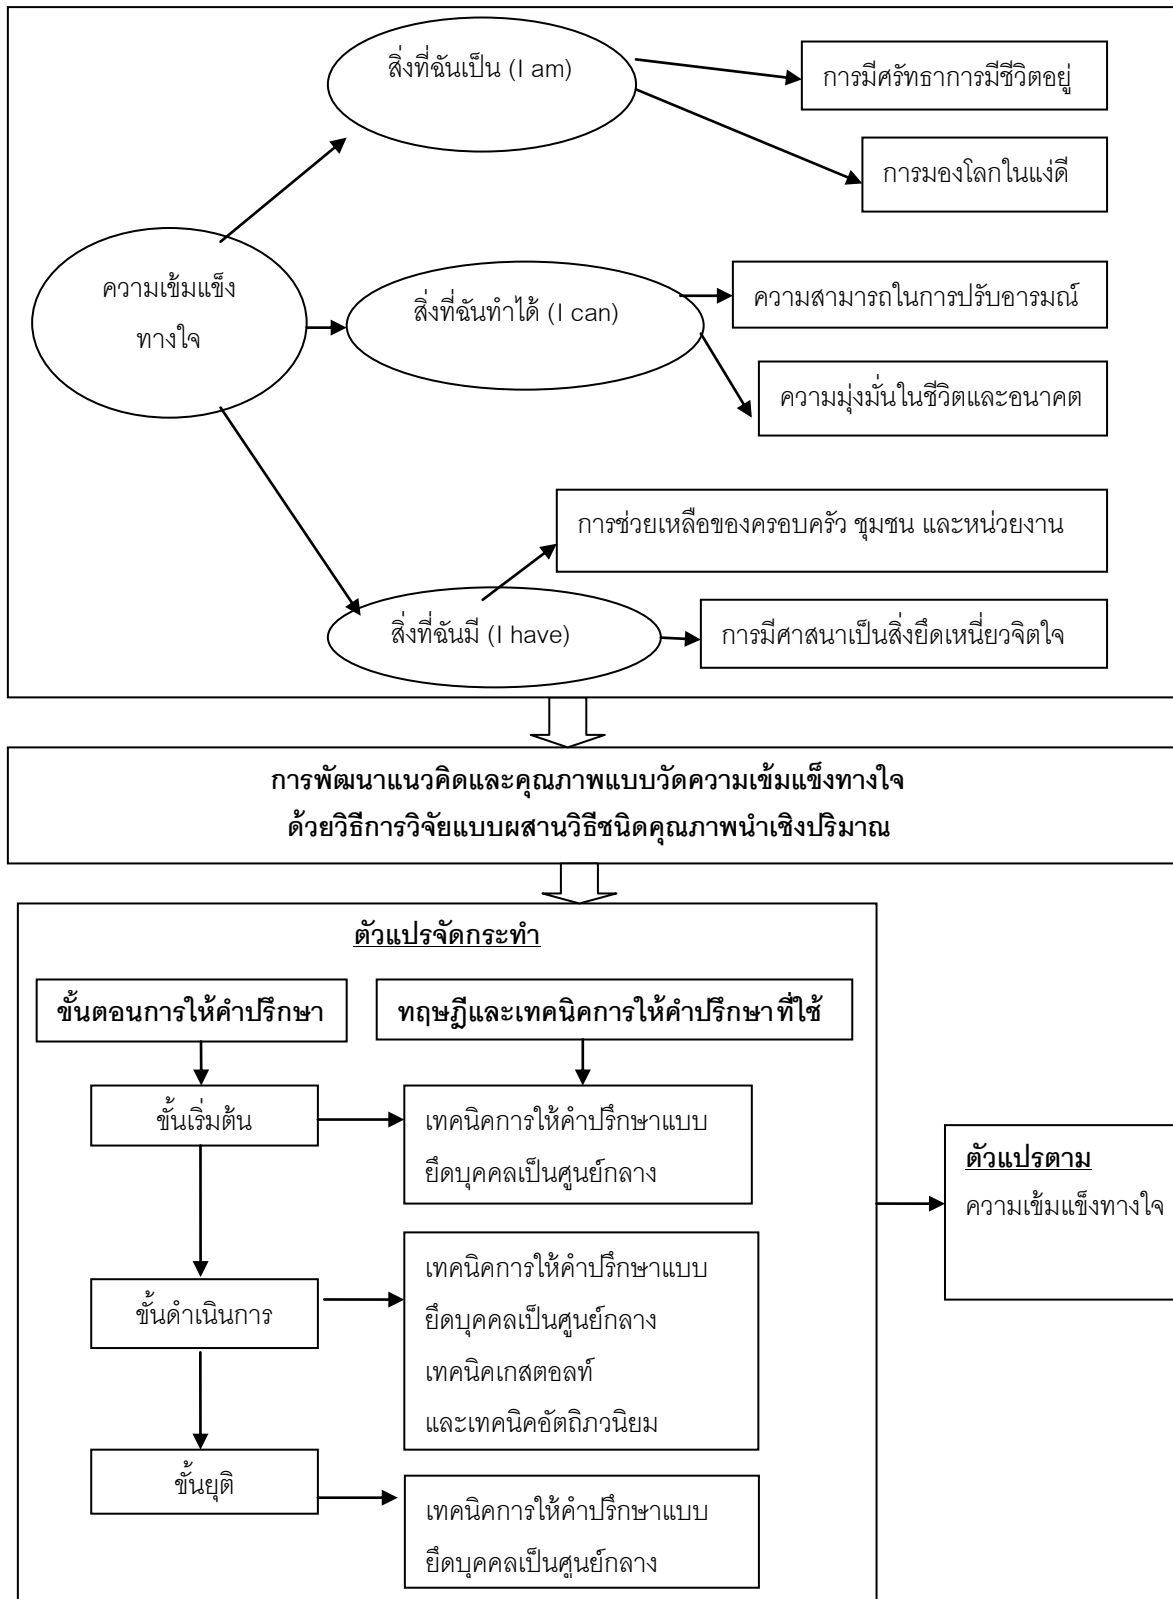 สิ่งที่ฉันเป็น (I am)
การมีศรัทธาการมีชีวิตอยู่
การมองโลกในแง่ดี
ความเข้มแข็ง
ทางใจ
สิ่งที่ฉันทำได้ (I can)
ความสามารถในการปรับอารมณ์
ความมุ่งมั่นในชีวิตและอนาคต
การช่วยเหลือของครอบครัว ชุมชน และหน่วยงาน
สิ่งที่ฉันมี (I have)
การมีศาสนาเป็นสิ่งยึดเหนี่ยวจิตใจ
การพัฒนาแนวคิดและคุณภาพแบบวัดความเข้มแข็งทางใจ
ด้วยวิธีการวิจัยแบบผสานวิธีชนิดคุณภาพนำเชิงปริมาณ
ตัวแปรจัดกระทำ
ขั้นตอนการให้คำปรึกษา
ทฤษฎีและเทคนิคการให้คำปรึกษา ที่ใช้
ขั้นเริ่มต้น
เทคนิคการให้คำปรึกษาแบบ
ยึดบุคคลเป็นศูนย์กลาง
ขั้นดำเนินการ
เทคนิคการให้คำปรึกษาแบบ
ยึดบุคคลเป็นศูนย์กลาง
เทคนิคเกสตอลท์
และเทคนิคอัตถิภวนิยม
ขั้นยุติ
เทคนิคการให้คำปรึกษาแบบ
ยึดบุคคลเป็นศูนย์กลาง
ตัวแปรตาม
ความเข้มแข็งทางใจ